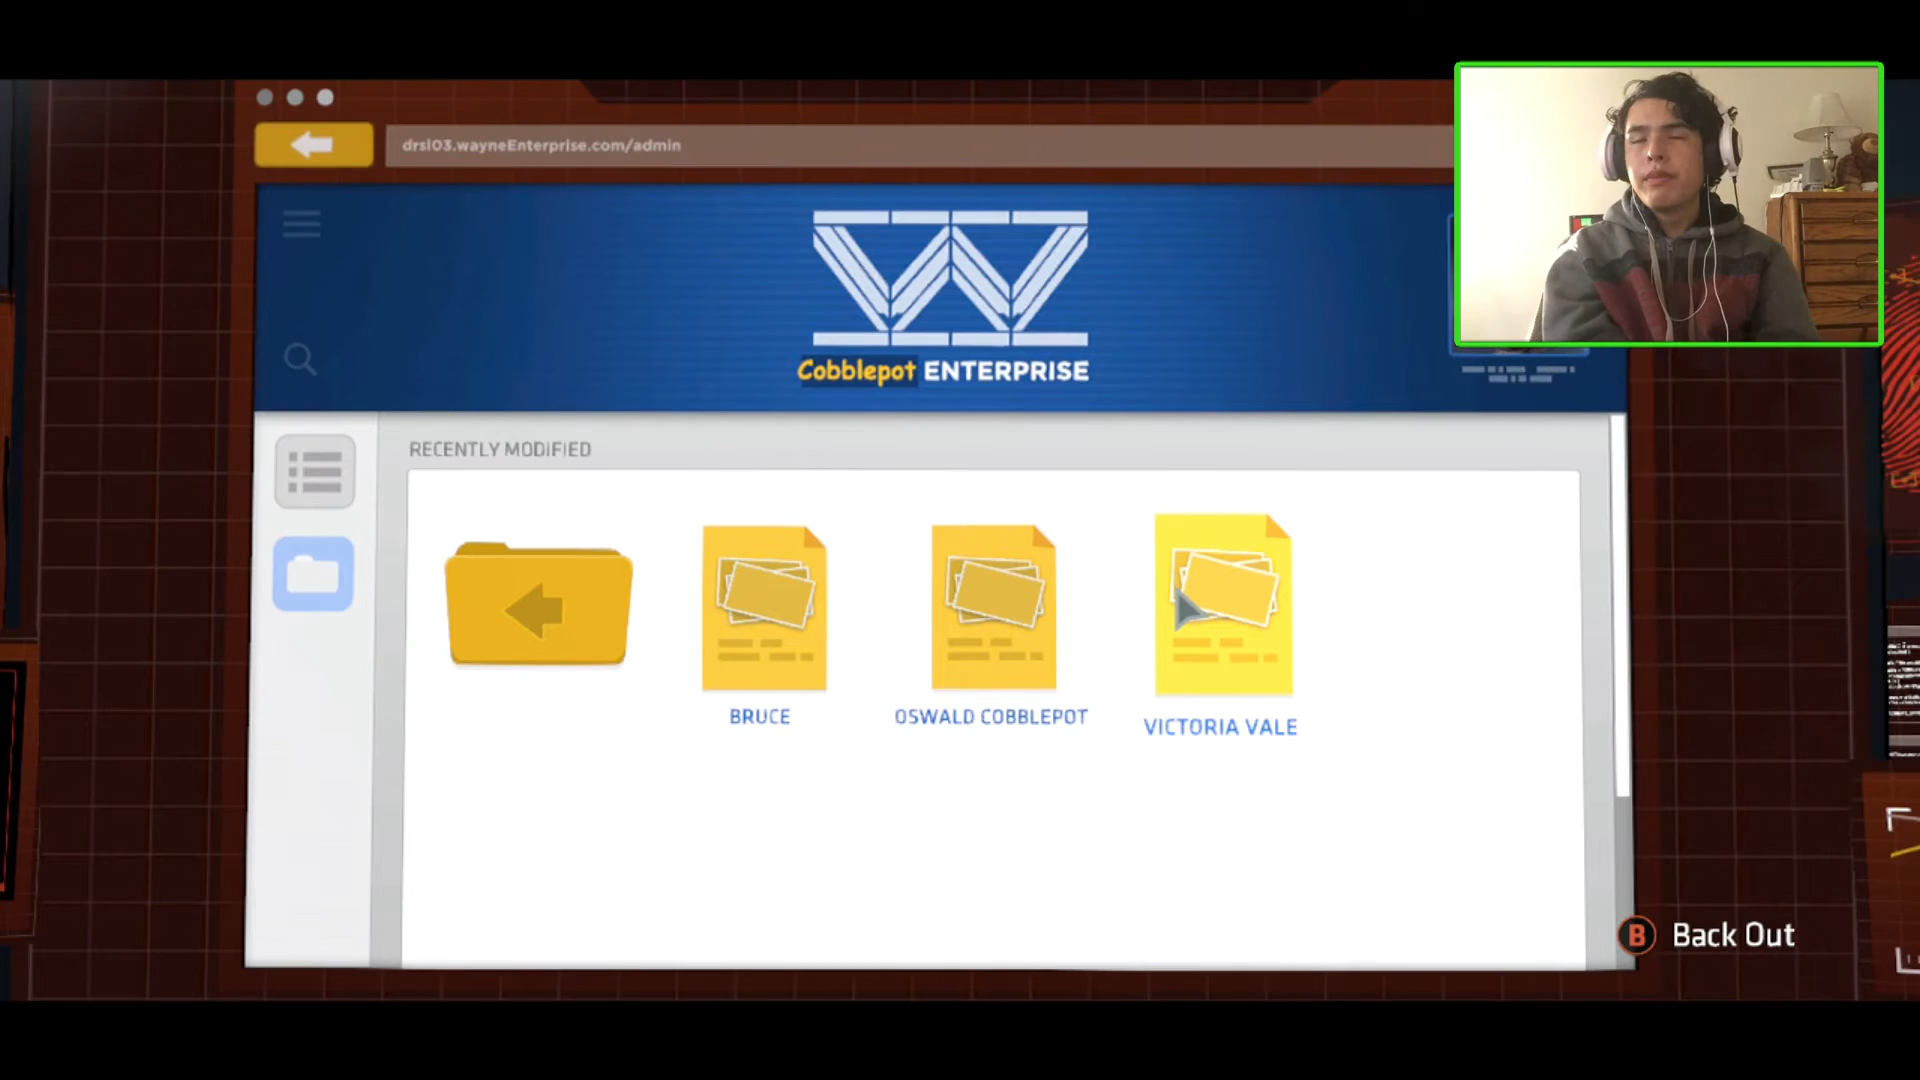 drsl03.wayneEnterprise.com/admin
Cobblepot ENTERPRISE
RECENTLY MODIFIED
BRUCE
OSWALD COBBLEPOT
VICTORIA VALE
B Back Out